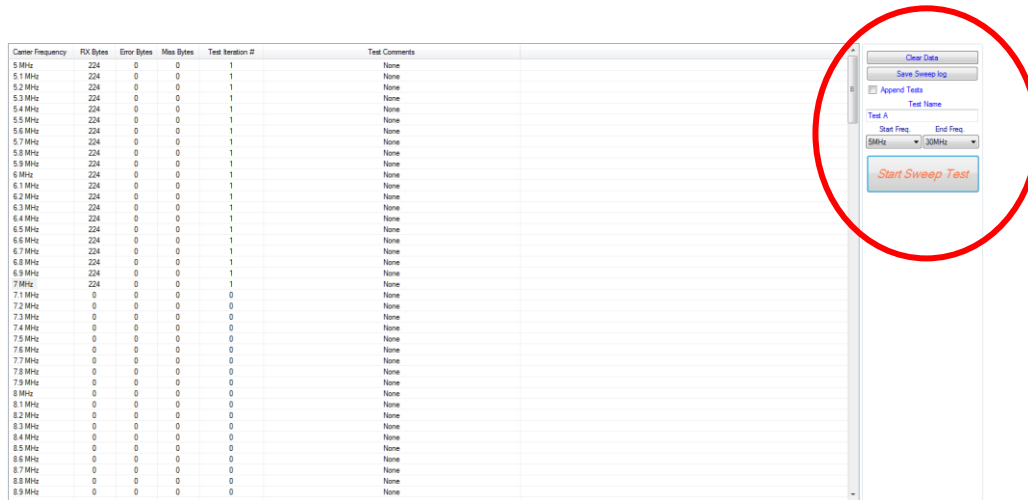 Carrier Frequency RX Bytes Error Bytes Miss Bytes Test Iteration # Test Comments
5 MHz 224 0 0 1 None
5.1 MHz 224 0 0 1 None
5.2 MHz 224 0 0 1 None
5.3 MHz 224 0 0 1 None
5.4 MHz 224 0 0 1 None
5.5 MHz 224 0 0 1 None
5.6 MHz 224 0 0 1 None
5.7 MHz 224 0 0 1 None
5.8 MHz 224 0 0 1 None
5.9 MHz 224 0 0 1 None
6 MHz 224 0 0 1 None
6.1 MHz 224 0 0 1 None
6.2 MHz 224 0 0 1 None
6.3 MHz 224 0 0 1 None
6.4 MHz 224 0 0 1 None
6.5 MHz 224 0 0 1 None
6.6 MHz 224 0 0 1 None
6.7 MHz 224 0 0 1 None
6.8 MHz 224 0 0 1 None
6.9 MHz 224 0 0 1 None
7 MHz 224 0 0 1 None
7.1 MHz 0 0 0 0 None
7.2 MHz 0 0 0 0 None
7.3 MHz 0 0 0 0 None
7.4 MHz 0 0 0 0 None
7.5 MHz 0 0 0 0 None
7.6 MHz 0 0 0 0 None
7.7 MHz 0 0 0 0 None
7.8 MHz 0 0 0 0 None
7.9 MHz 0 0 0 0 None
8 MHz 0 0 0 0 None
8.1 MHz 0 0 0 0 None
8.2 MHz 0 0 0 0 None
8.3 MHz 0 0 0 0 None
8.4 MHz 0 0 0 0 None
8.5 MHz 0 0 0 0 None
8.6 MHz 0 0 0 0 None
8.7 MHz 0 0 0 0 None
8.8 MHz 0 0 0 0 None
8.9 MHz 0 0 0 0 None
Clear Data
Save Sweep log
Append Tests
Test Name
Test A
Start Freq. End Freq.
5MHz 30MHz
Start Sweep Test